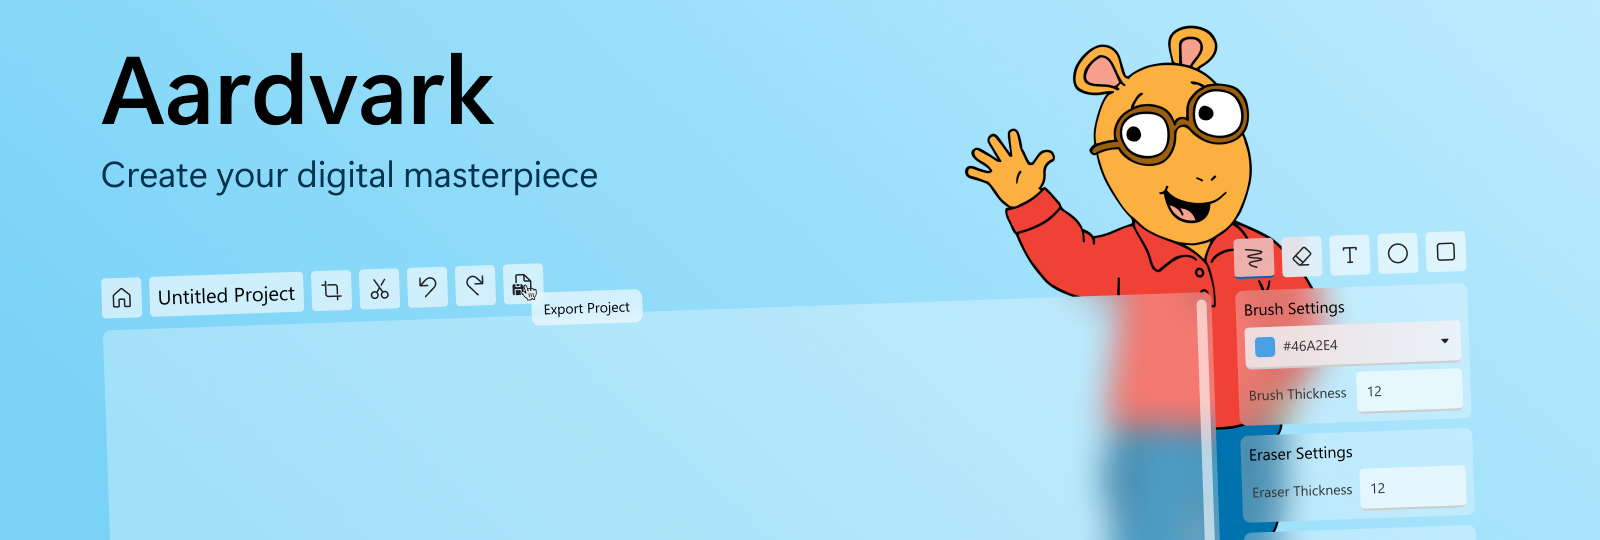 Aardvark
Create your digital masterpiece
Untitled Project
Export Project
T
Brush Settings
#46A2E4
Brush Thickness 12
Eraser Settings
Eraser Thickness 12